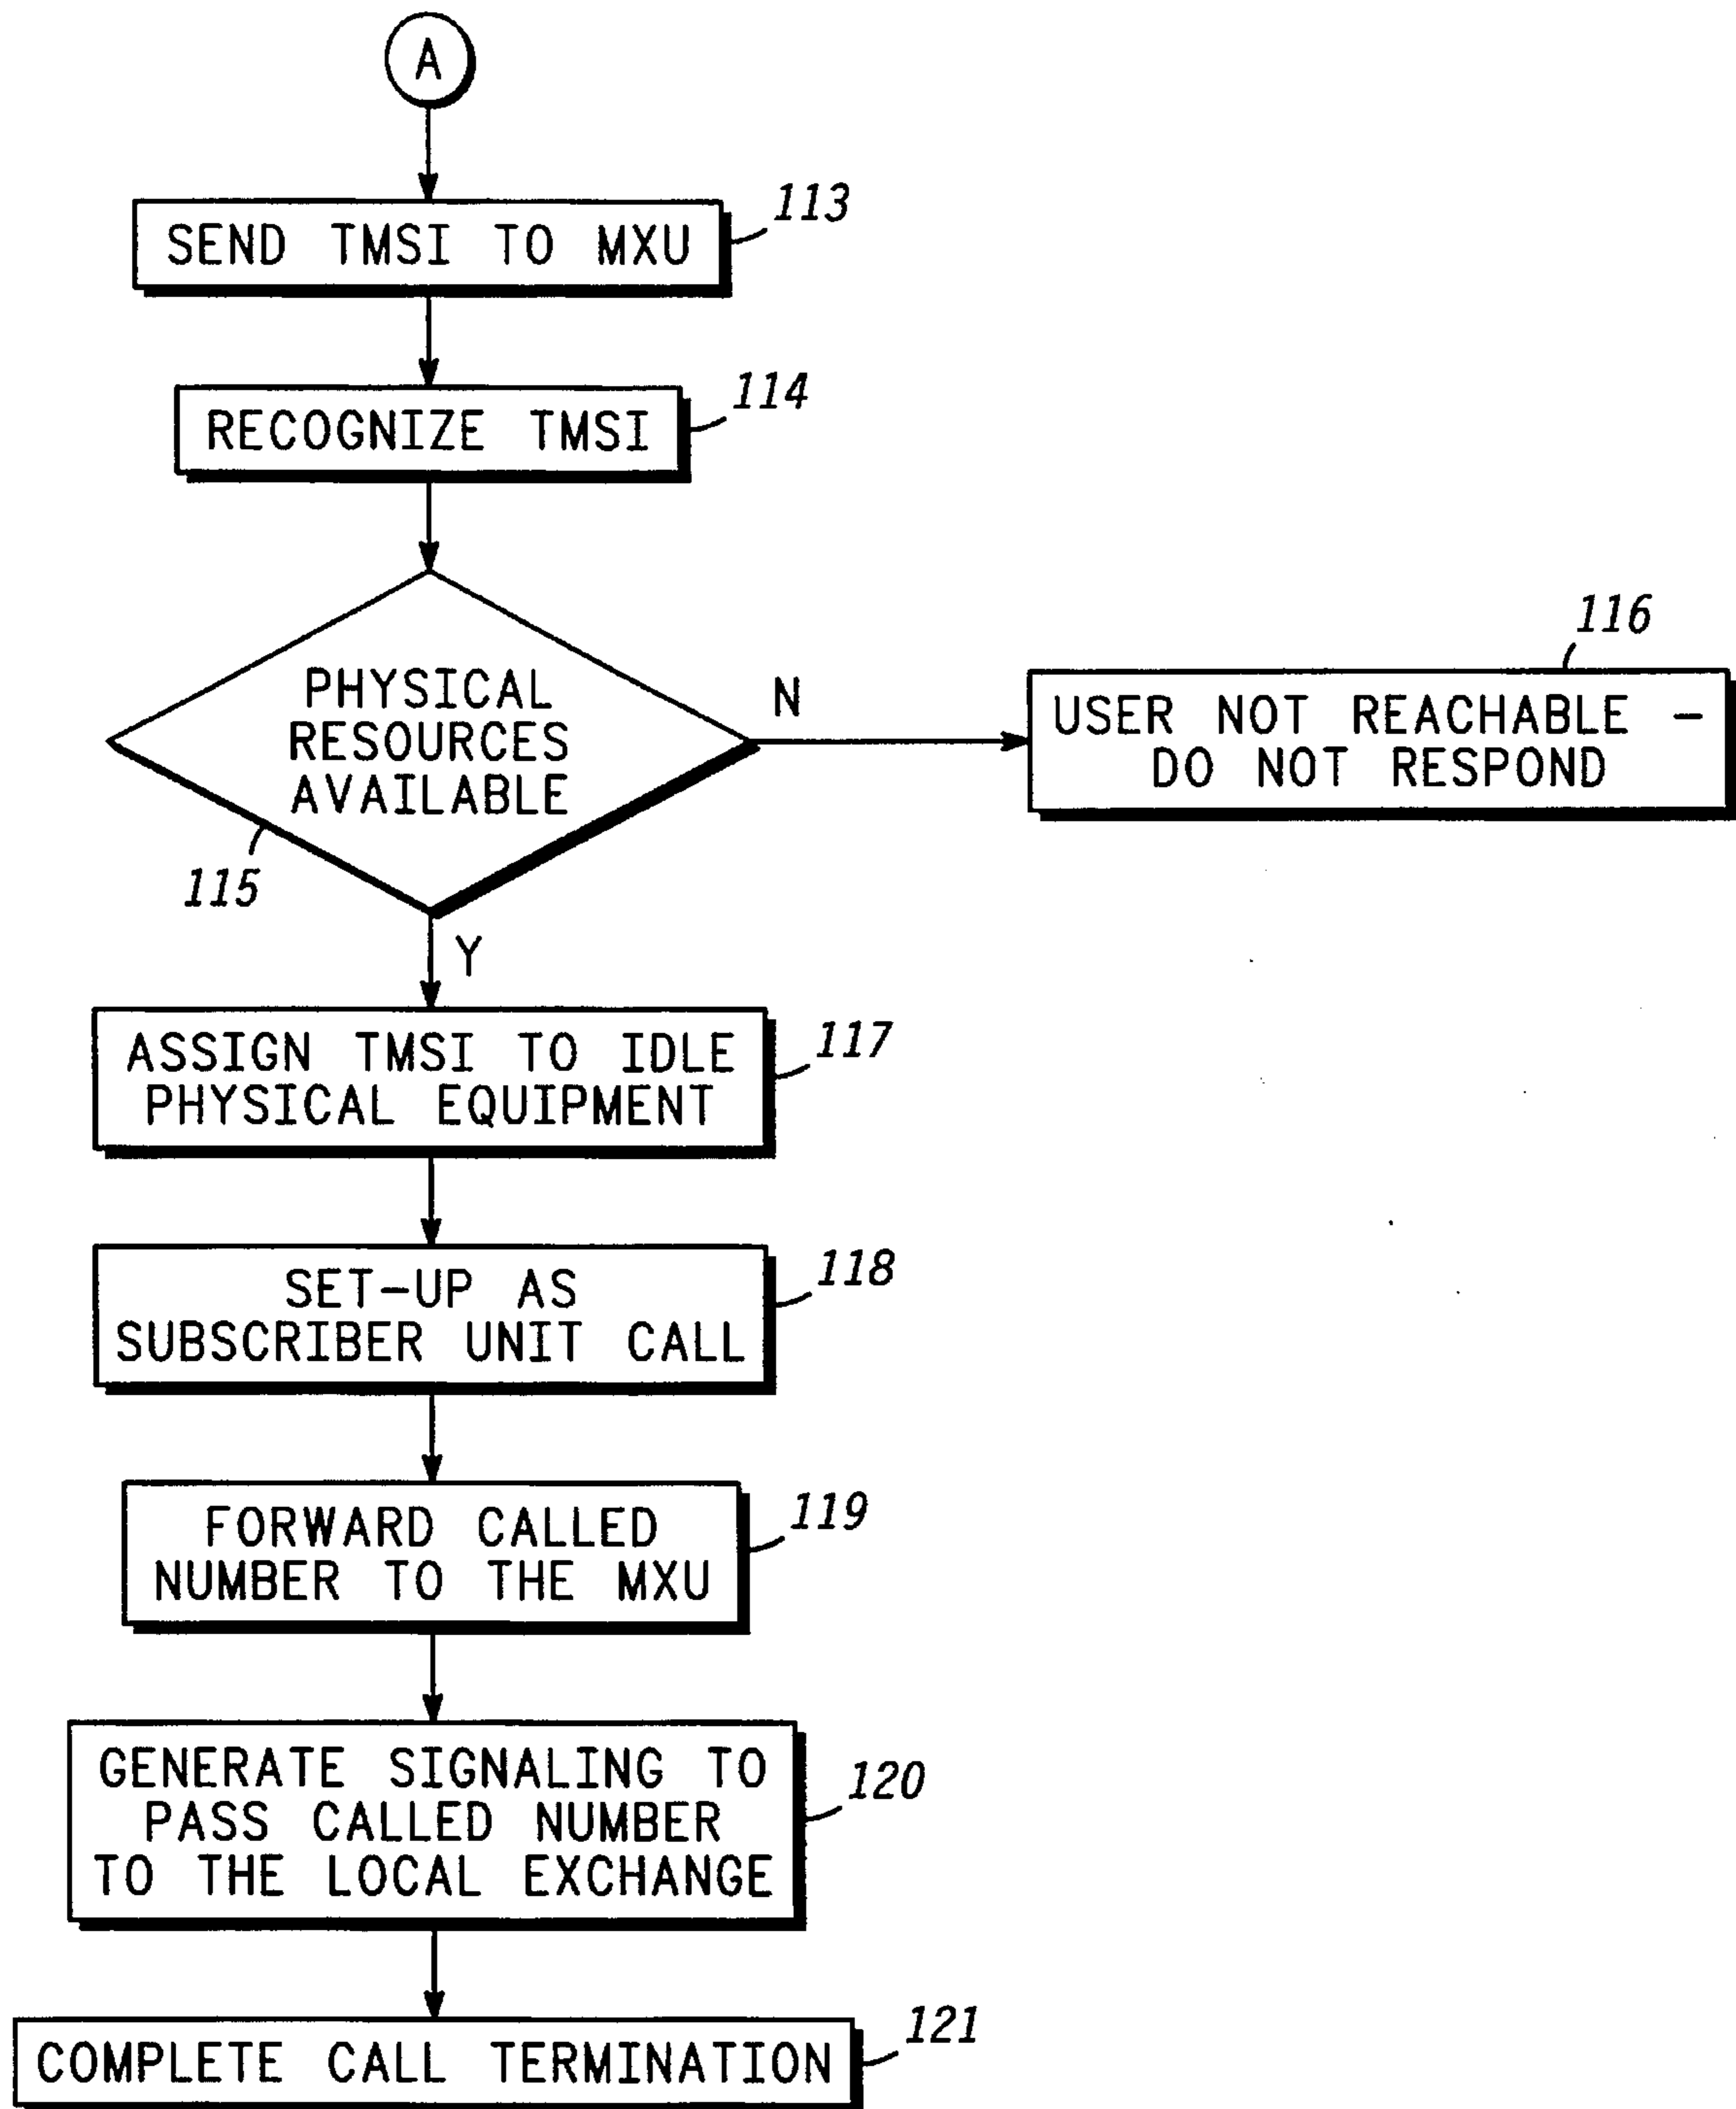 A
SEND TMSI TO MXU
113
RECOGNIZE TMSI
114
PHYSICAL
RESOURCES
AVAILABLE
115
N
116
USER NOT REACHABLE –
DO NOT RESPOND
Y
ASSIGN TMSI TO IDLE
PHYSICAL EQUIPMENT
117
SET-UP AS
SUBSCRIBER UNIT CALL
118
FORWARD CALLED
NUMBER TO THE MXU
119
GENERATE SIGNALING TO
PASS CALLED NUMBER
TO THE LOCAL EXCHANGE
120
COMPLETE CALL TERMINATION
121